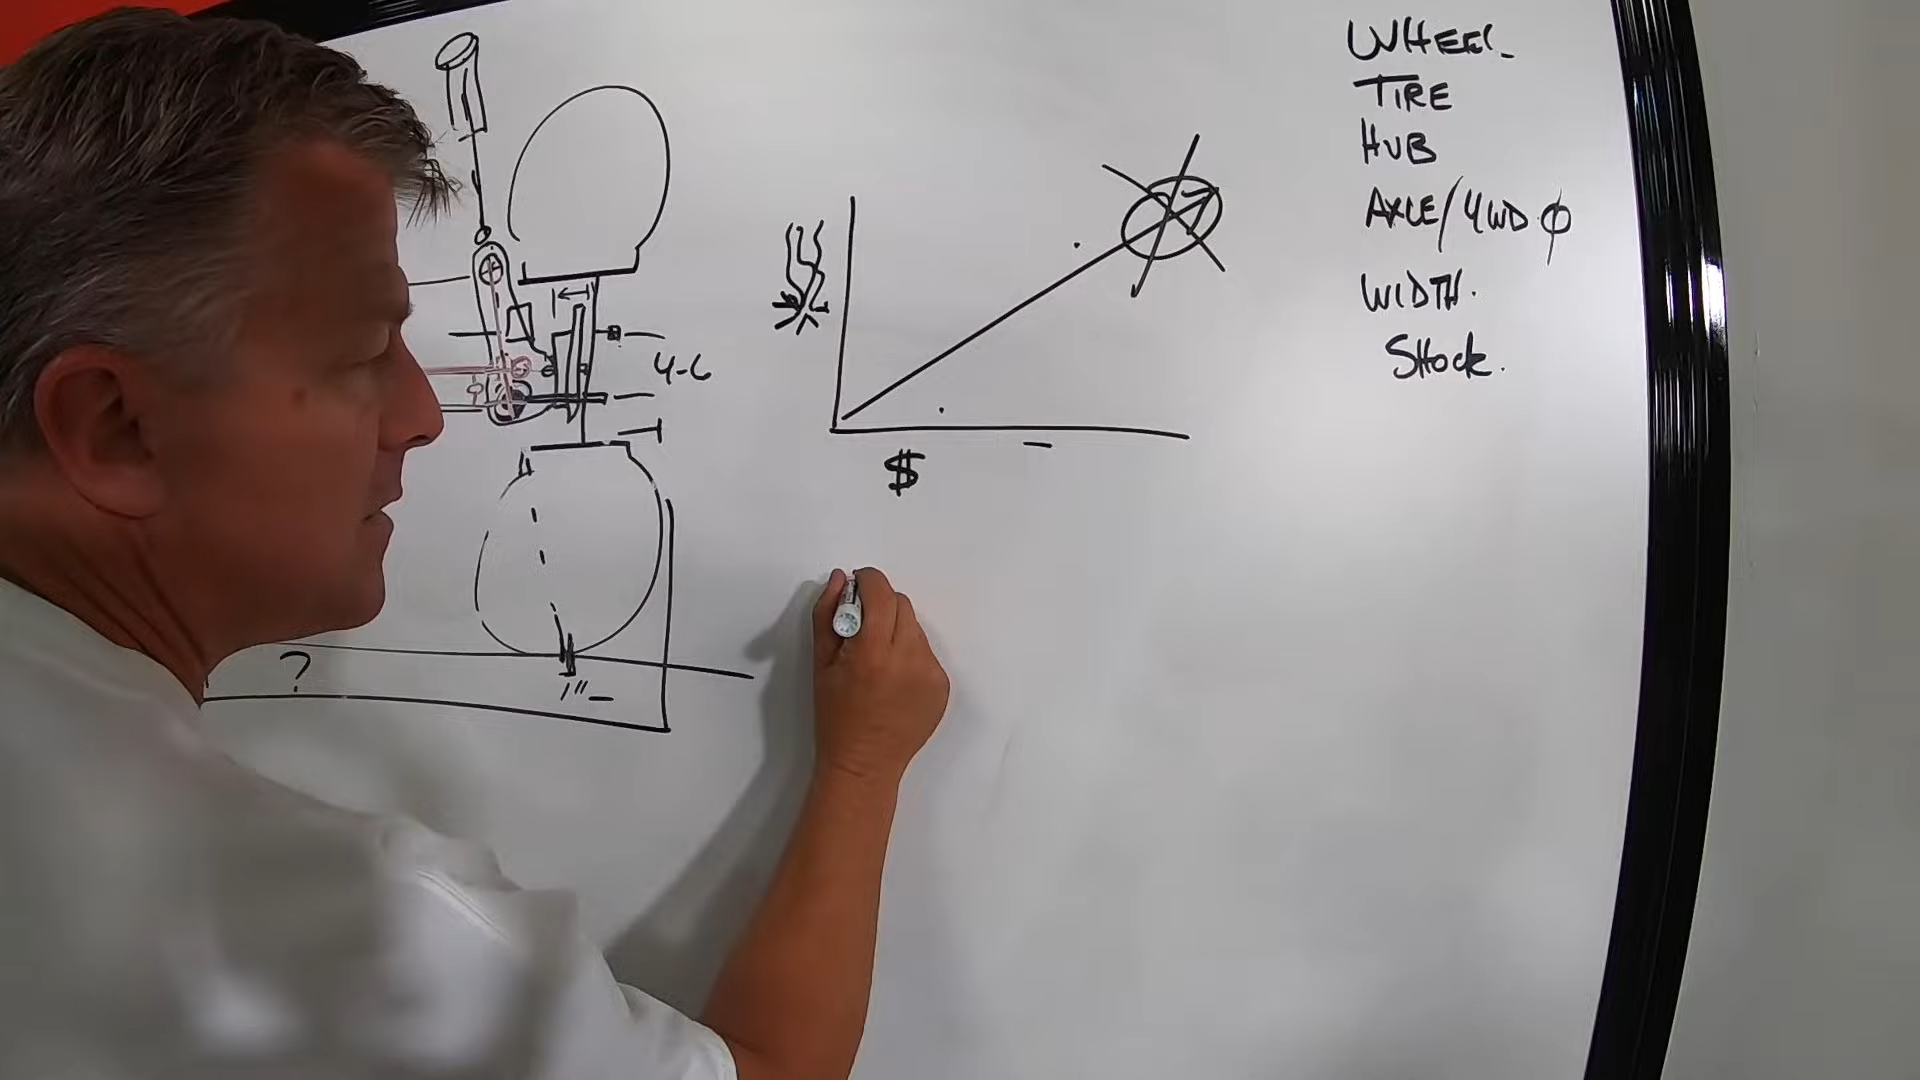 4-6
?
1"
$
WHEEL
TIRE
HUB
AXLE/4WD φ
WIDTH.
SHOCK.